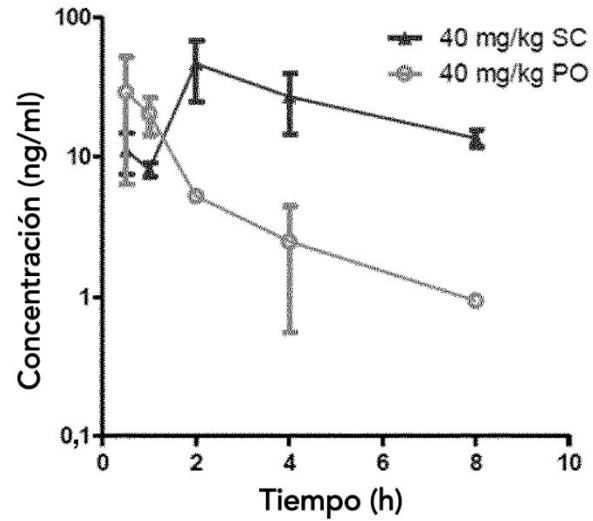 100
40 mg/kg SC
40 mg/kg PO
10
1
0,1
Concentración (ng/ml)
0
2
4
6
8
10
Tiempo (h)